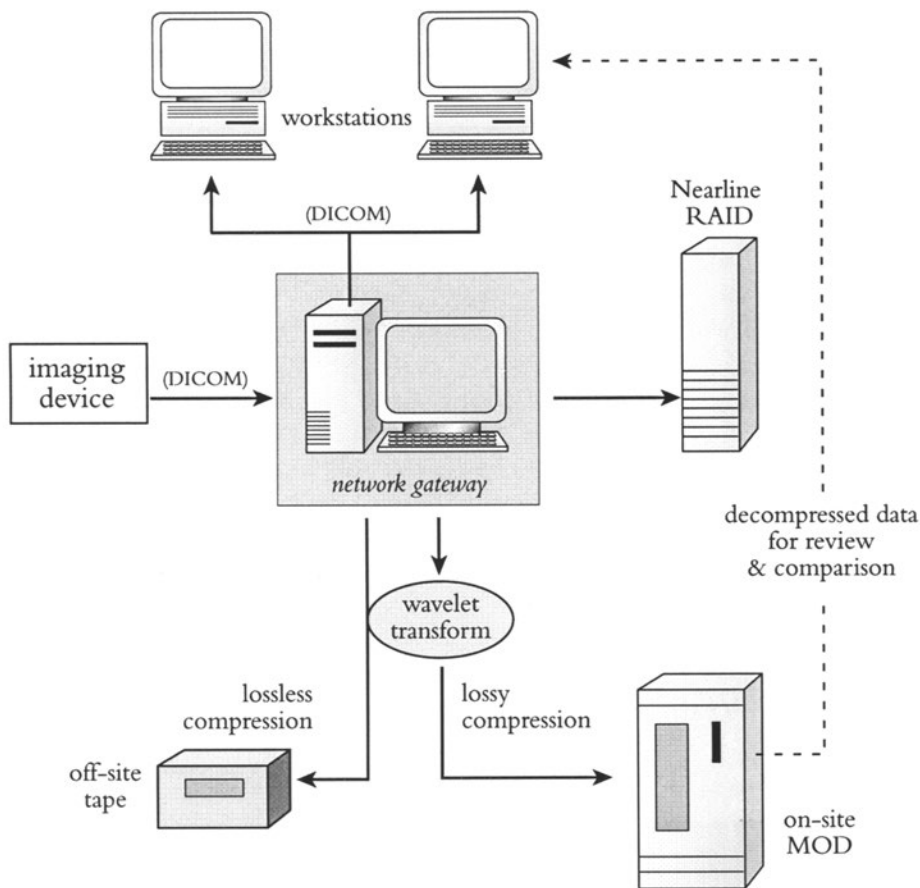 workstations
(DICOM)
Nearline
RAID
imaging
device
(DICOM)
network gateway
decompressed data
for review
& comparison
wavelet
transform
lossless
compression
lossy
compression
off-site
tape
on-site
MOD